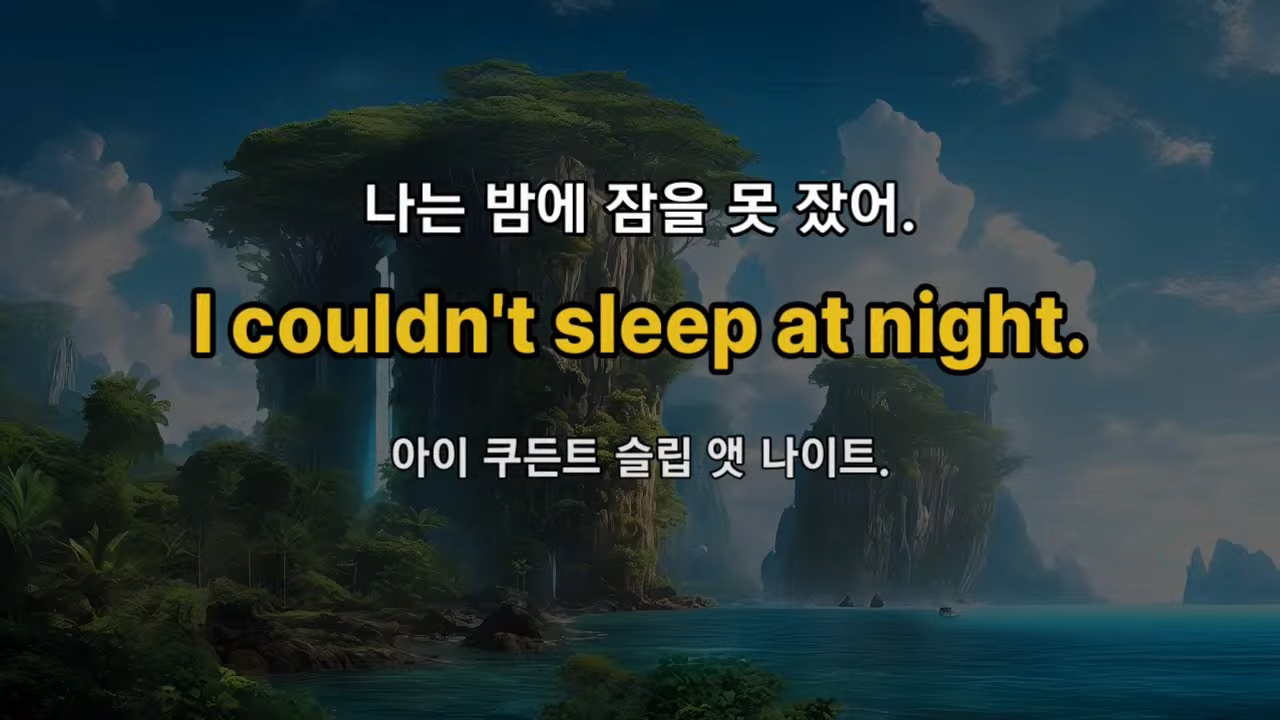 나는 밤에 잠을 못 잤어.
I couldn't sleep at night.
아이 쿠든트 슬립 앳 나이트.